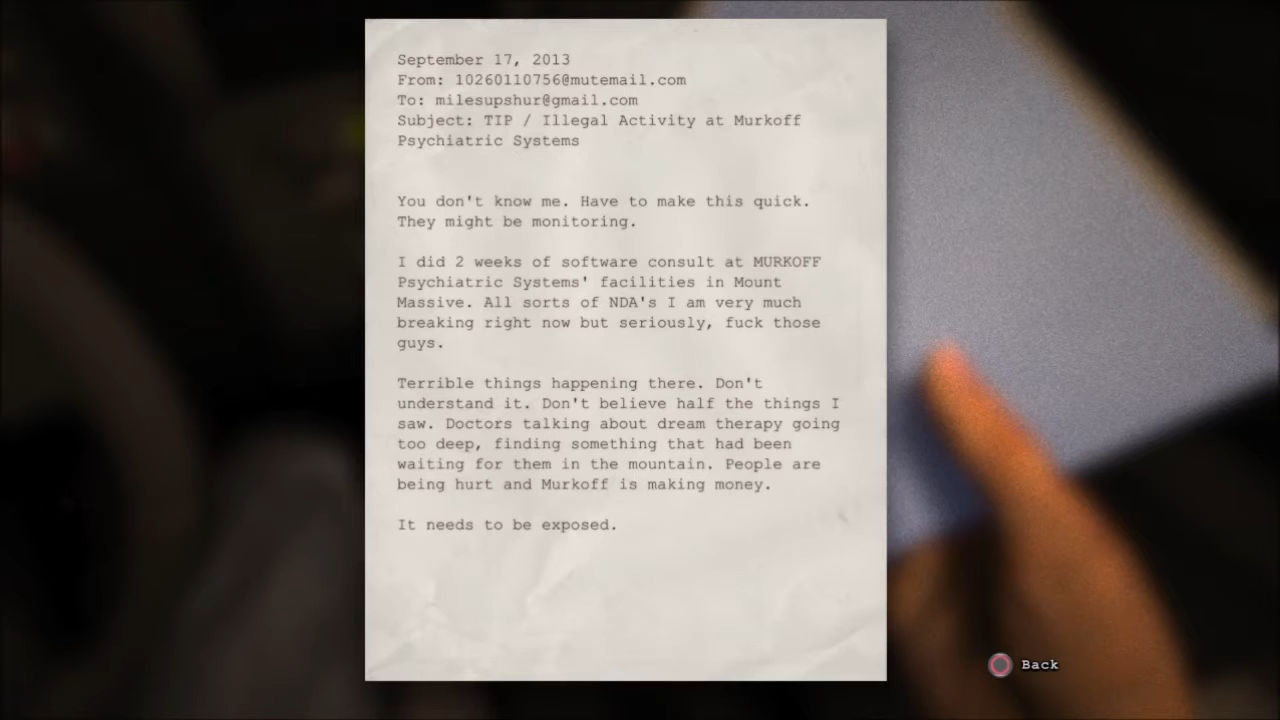 September 17, 2013
From: 10260110756@mutemail.com
To: milesupshur@gmail.com
Subject: TIP / Illegal Activity at Murkoff
Psychiatric Systems
You don't know me. Have to make this quick.
They might be monitoring.
I did 2 weeks of software consult at MURKOFF
Psychiatric Systems' facilities in Mount
Massive. All sorts of NDA's I am very much
breaking right now but seriously, fuck those
guys.
Terrible things happening there. Don't
understand it. Don't believe half the things I
saw. Doctors talking about dream therapy going
too deep, finding something that had been
waiting for them in the mountain. People are
being hurt and Murkoff is making money.
It needs to be exposed.
Back